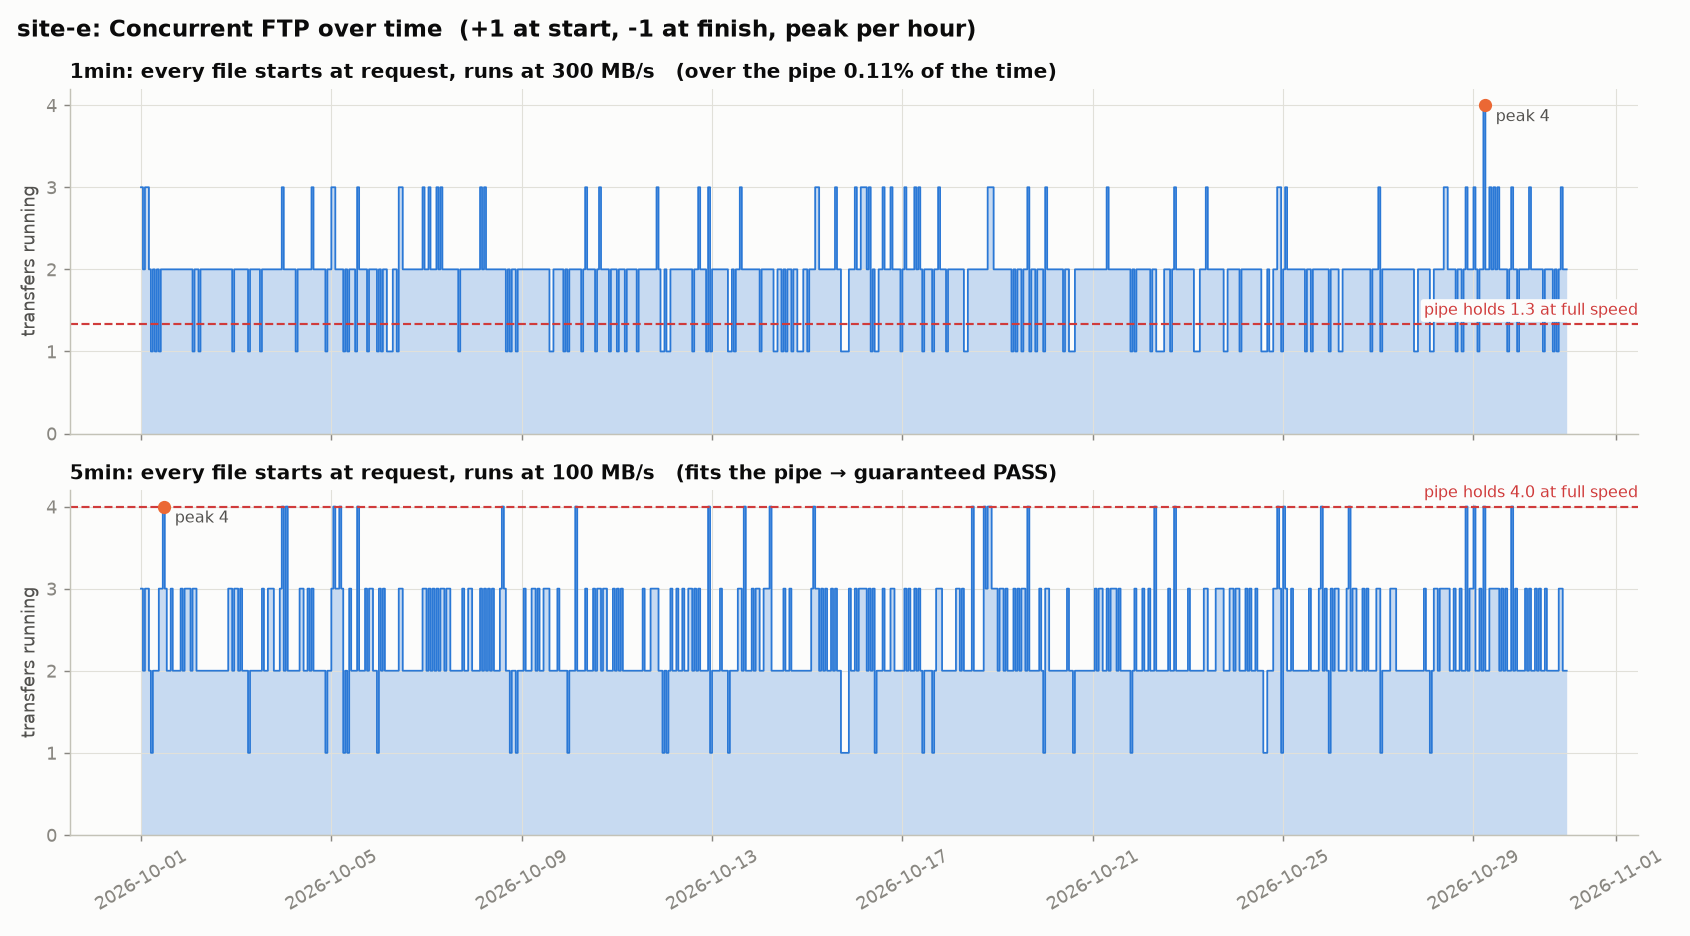 site-e: Concurrent FTP over time  (+1 at start, -1 at finish, peak per hour)
1min: every file starts at request, runs at 300 MB/s   (over the pipe 0.11% of the time)
transfers running
4
3
2
1
0
peak 4
pipe holds 1.3 at full speed
5min: every file starts at request, runs at 100 MB/s   (fits the pipe → guaranteed PASS)
transfers running
4
3
2
1
0
pipe holds 4.0 at full speed
peak 4
2026-10-01
2026-10-05
2026-10-09
2026-10-13
2026-10-17
2026-10-21
2026-10-25
2026-10-29
2026-11-01